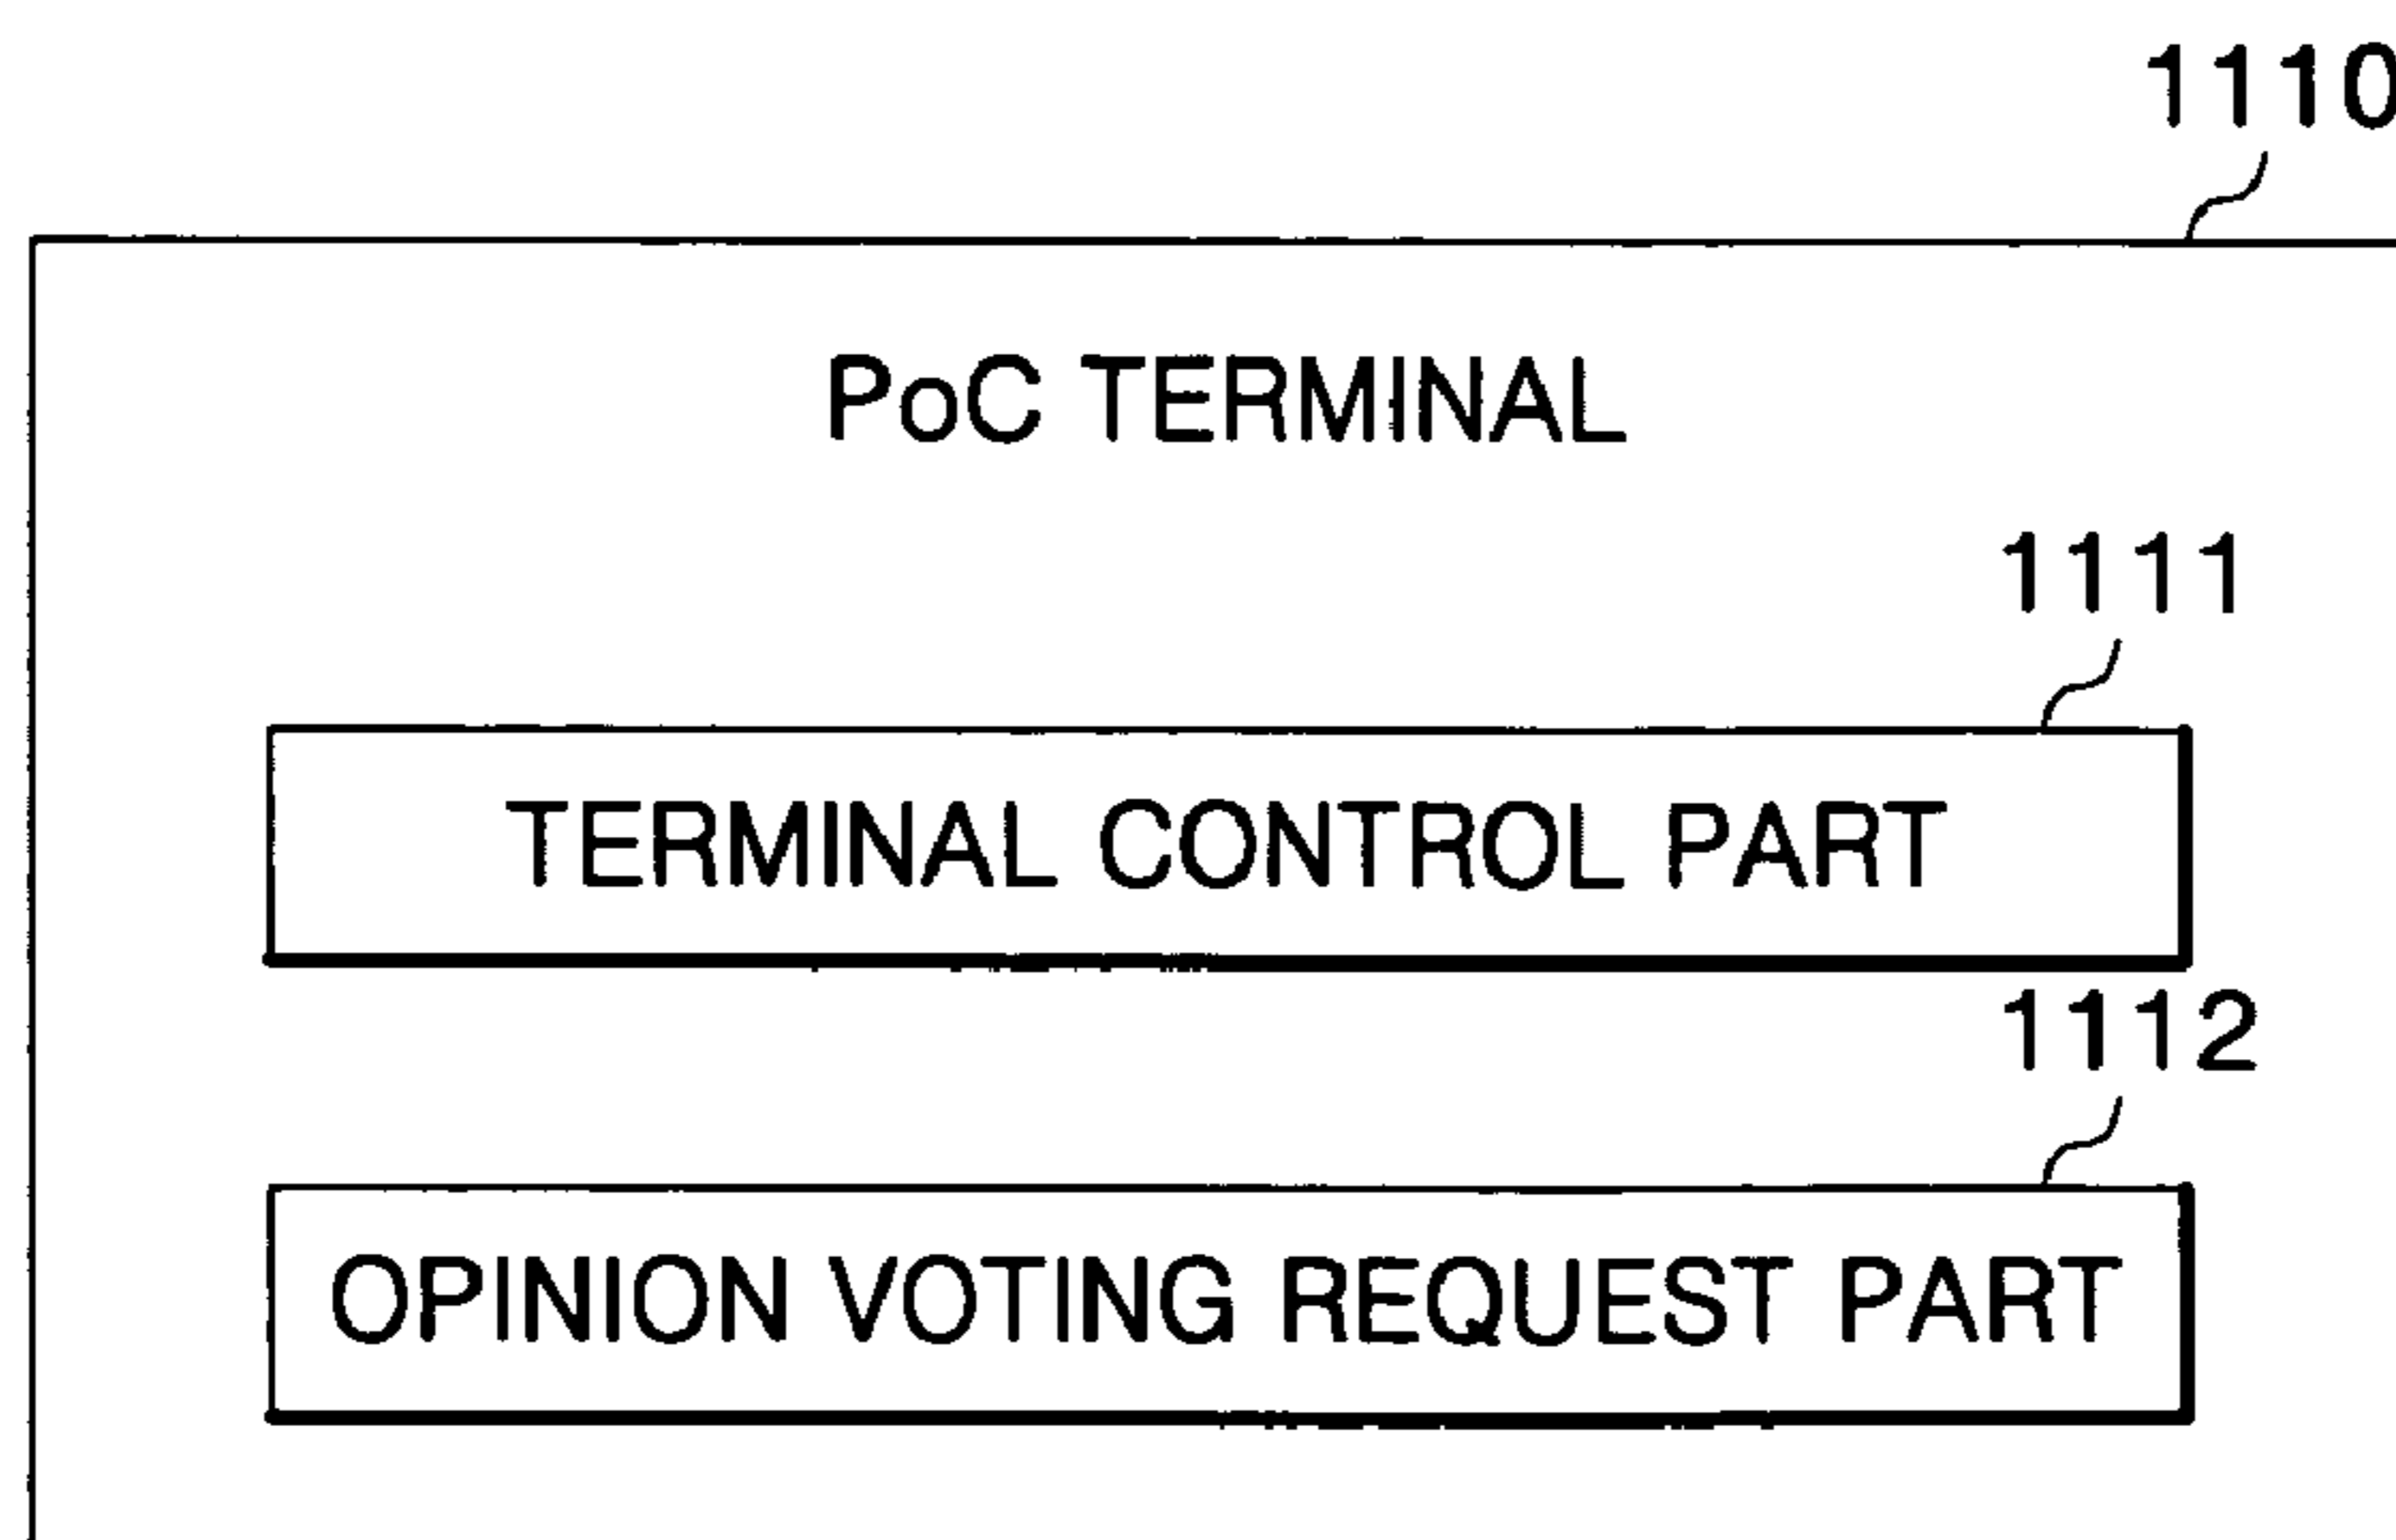 1110
PoC TERMINAL
1111
TERMINAL CONTROL PART
1112
OPINION VOTING REQUEST PART